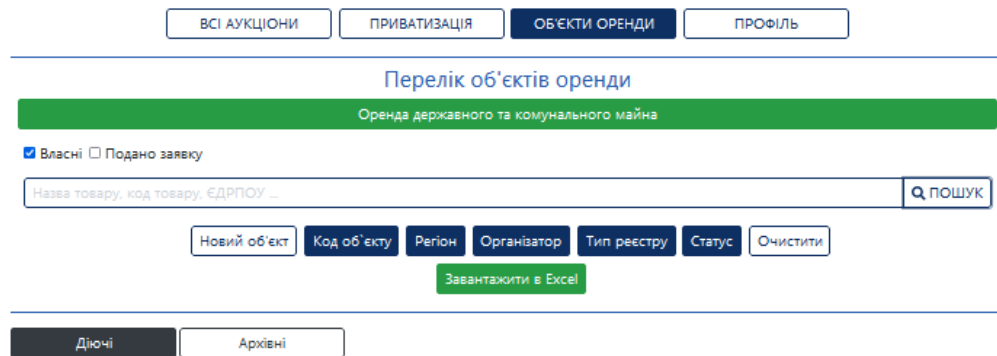 ВСІ АУКЦІОНИ ПРИВАТИЗАЦІЯ ОБ'ЄКТИ ОРЕНДИ ПРОФІЛЬ
Перелік об'єктів оренди
Оренда державного та комунального майна
Власні Подано заявку
Назва товару, код товару, ЄДРПОУ ... ПОШУК
Новий об'єкт Код об`єкту Регіон Організатор Тип реєстру Статус Очистити
Завантажити в Excel
Діючі Архівні